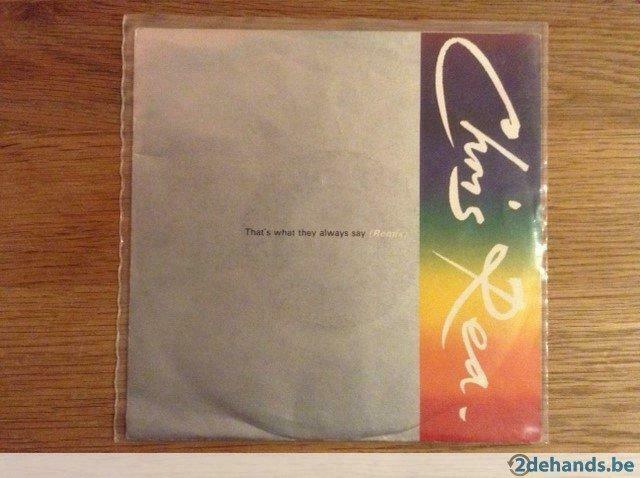 Chris Rea.
That's what they always say (Remix)
2dehands.be